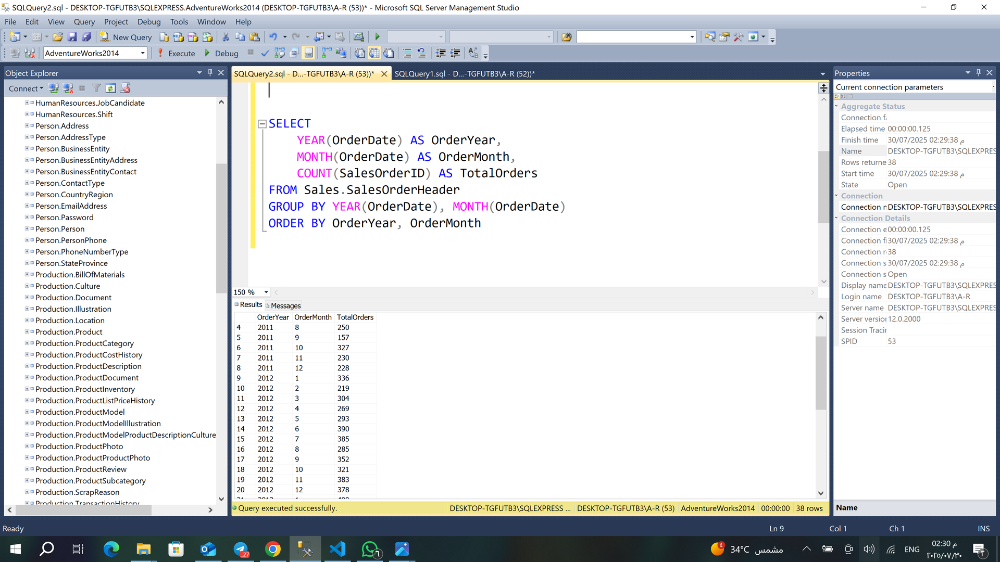 SQLQuery2.sql - DESKTOP-TGFUTB3\SQLEXPRESS.AdventureWorks2014 (DESKTOP-TGFUTB3\A-R (53))* - Microsoft SQL Server Management Studio
File Edit View Query Project Debug Tools Window Help
New Query
AdventureWorks2014 Execute Debug
Object Explorer
Connect
HumanResources.JobCandidate
HumanResources.Shift
Person.Address
Person.AddressType
Person.BusinessEntity
Person.BusinessEntityAddress
Person.BusinessEntityContact
Person.ContactType
Person.CountryRegion
Person.EmailAddress
Person.Password
Person.Person
Person.PersonPhone
Person.PhoneNumberType
Person.StateProvince
Production.BillOfMaterials
Production.Culture
Production.Document
Production.Illustration
Production.Location
Production.Product
Production.ProductCategory
Production.ProductCostHistory
Production.ProductDescription
Production.ProductDocument
Production.ProductInventory
Production.ProductListPriceHistory
Production.ProductModel
Production.ProductModelIllustration
Production.ProductModelProductDescriptionCulture
Production.ProductPhoto
Production.ProductProductPhoto
Production.ProductReview
Production.ProductSubcategory
Production.ScrapReason
Production.TransactionHistory
SQLQuery2.sql - D...-TGFUTB3\A-R (53))* SQLQuery1.sql - D...-TGFUTB3\A-R (52))*
SELECT
YEAR(OrderDate) AS OrderYear,
MONTH(OrderDate) AS OrderMonth,
COUNT(SalesOrderID) AS TotalOrders
FROM Sales.SalesOrderHeader
GROUP BY YEAR(OrderDate), MONTH(OrderDate)
ORDER BY OrderYear, OrderMonth
150 %
Results Messages
OrderYear OrderMonth TotalOrders
4 2011 8 250
5 2011 9 157
6 2011 10 327
7 2011 11 230
8 2011 12 228
9 2012 1 336
10 2012 2 219
11 2012 3 304
12 2012 4 269
13 2012 5 293
14 2012 6 390
15 2012 7 385
16 2012 8 285
17 2012 9 352
18 2012 10 321
19 2012 11 383
20 2012 12 378
Query executed successfully. DESKTOP-TGFUTB3\SQLEXPRESS ... DESKTOP-TGFUTB3\A-R (53) AdventureWorks2014 00:00:00 38 rows
Properties
Current connection parameters
Aggregate Status
Connection fa
Elapsed time 00:00:00.125
Finish time 30/07/2025 02:29:38 م
Name DESKTOP-TGFUTB3\SQLEXPRES
Rows returne 38
Start time 30/07/2025 02:29:38 م
State Open
Connection
Connection n DESKTOP-TGFUTB3\SQLEXPRES
Connection Details
Connection e 00:00:00.125
Connection fi 30/07/2025 02:29:38 م
Connection r 38
Connection s 30/07/2025 02:29:38 م
Connection s Open
Display name DESKTOP-TGFUTB3\SQLEXPRES
Login name DESKTOP-TGFUTB3\A-R
Server name DESKTOP-TGFUTB3\SQLEXPRES
Server version 12.0.2000
Session Tracin
SPID 53
Name
Ready Ln 9 Col 1 Ch 1 INS
..27 ٦ ٤ 34°C مشمس ENG 02:30 م ٢
٢٠٢٥/٠٧/٣٠